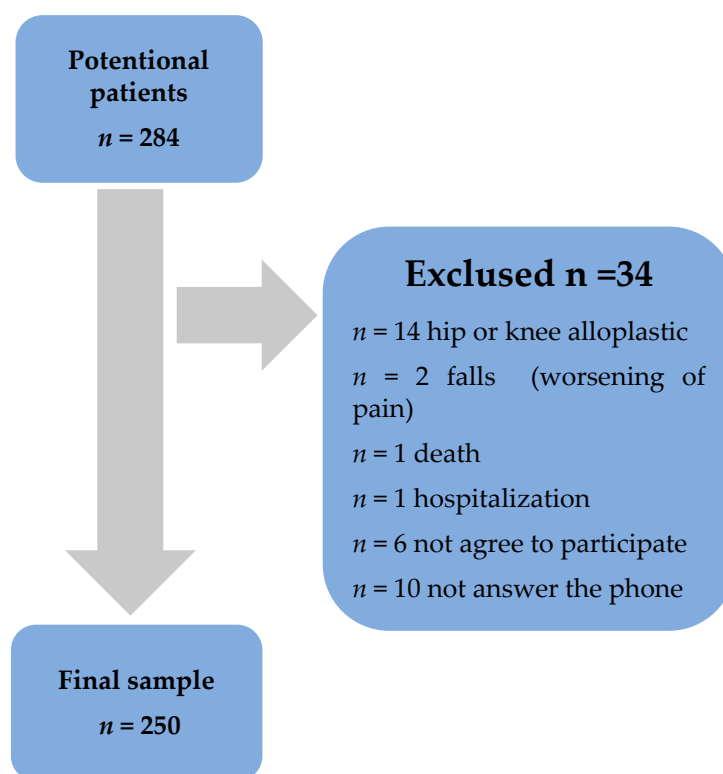 Potentional
patients
n = 284
Exclused n =34
n = 14 hip or knee alloplastic
n = 2 falls (worsening of
pain)
n = 1 death
n = 1 hospitalization
n = 6 not agree to participate
n = 10 not answer the phone
Final sample
n = 250